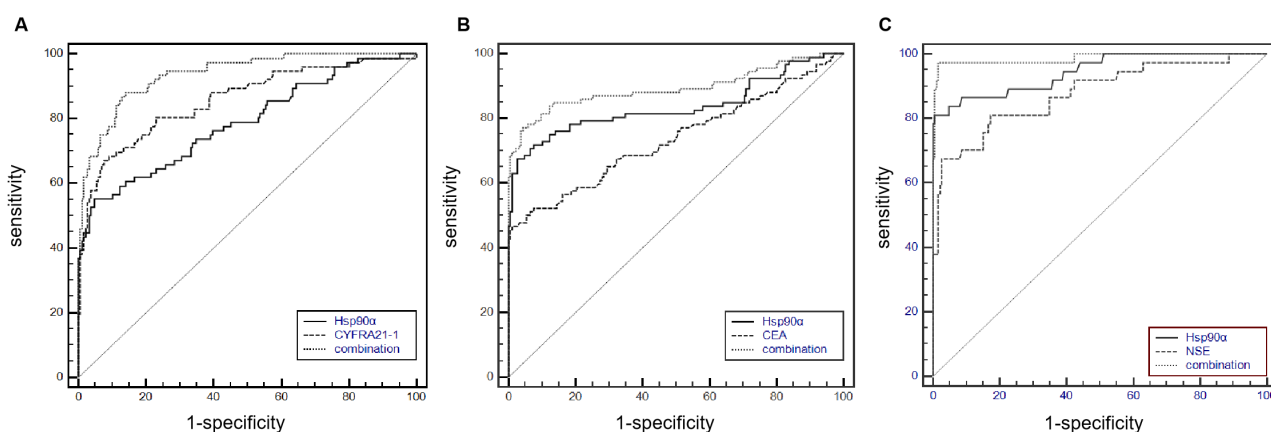 A
sensitivity
100
80
60
40
20
0
0 20 40 60 80 100
1-specificity
Hsp90α
CYFRA21-1
combination
B
sensitivity
100
80
60
40
20
0
0 20 40 60 80 100
1-specificity
Hsp90α
CEA
combination
C
sensitivity
100
80
60
40
20
0
0 20 40 60 80 100
1-specificity
Hsp90α
NSE
combination